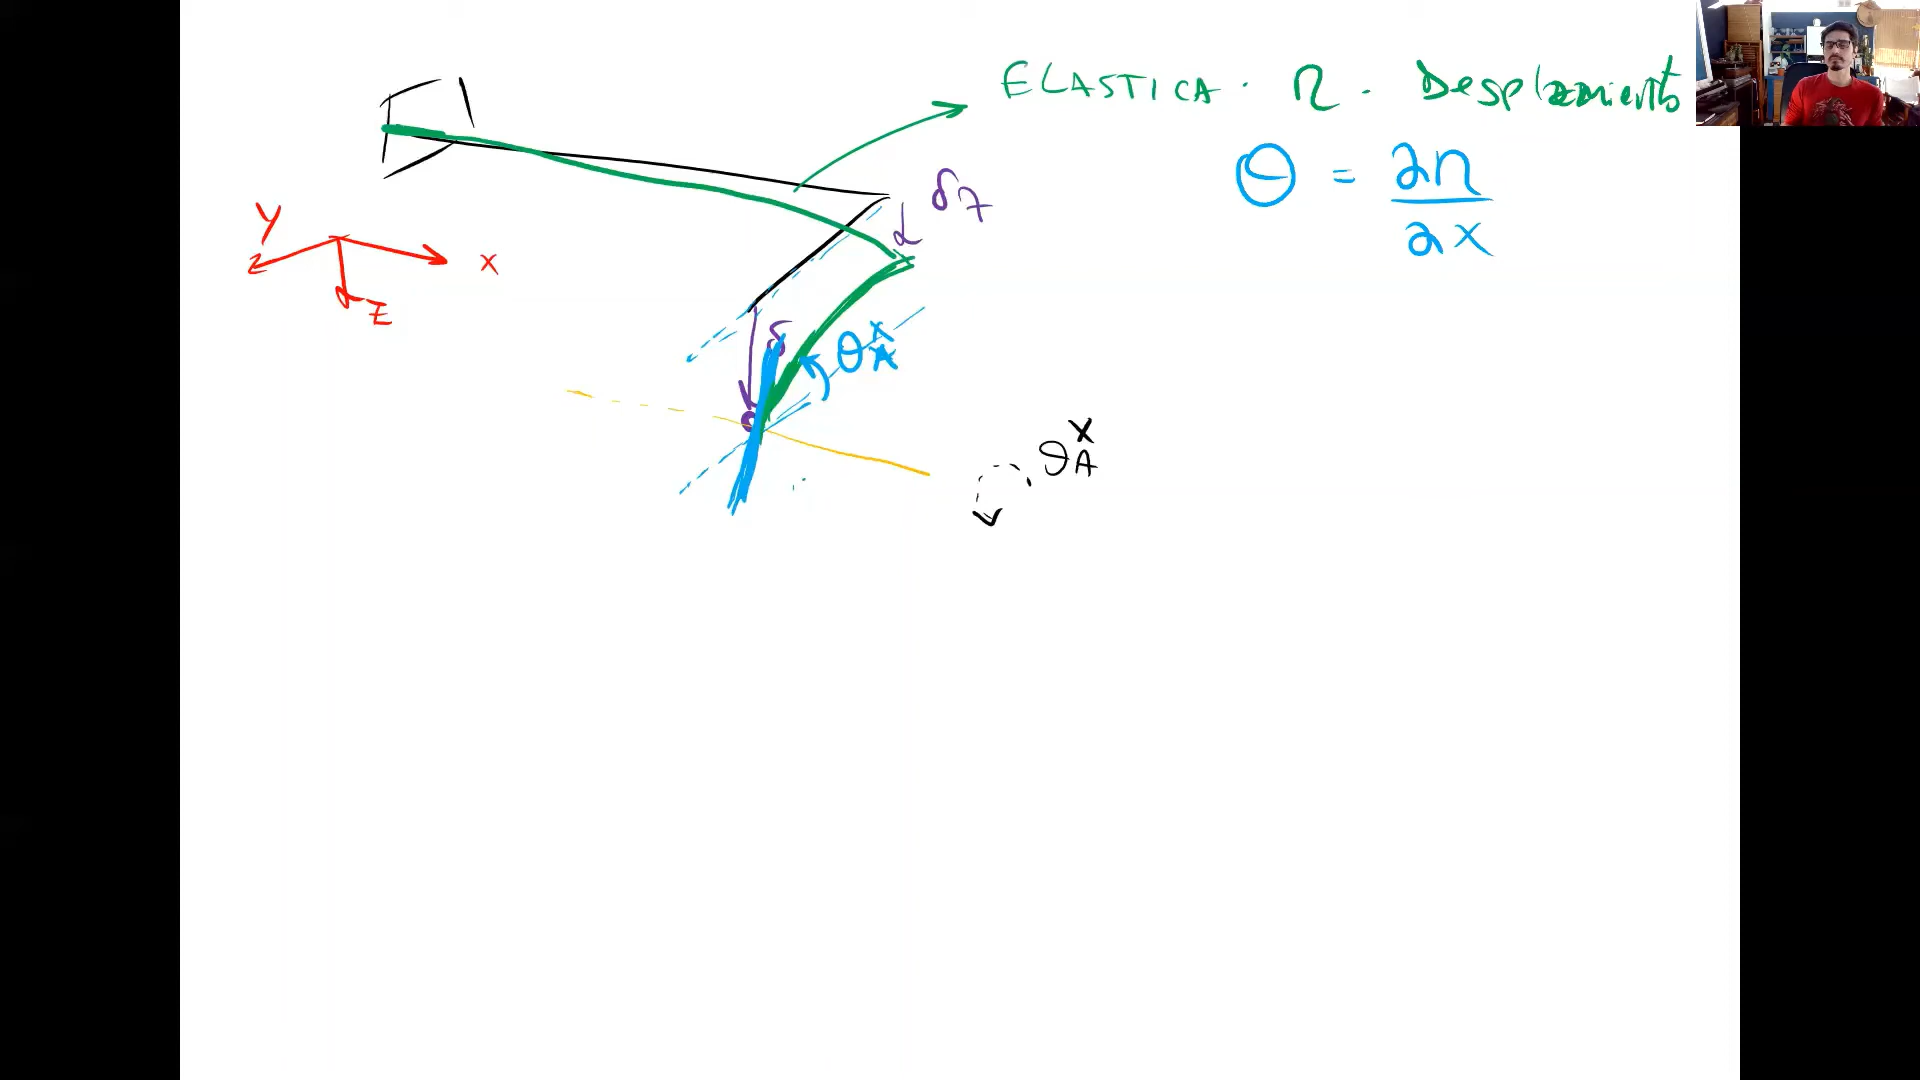 ELASTICA . η . Desplazamiento
θ = ∂η
∂x
δz
y
x
z
δ
θ^x_A
θ^x_A